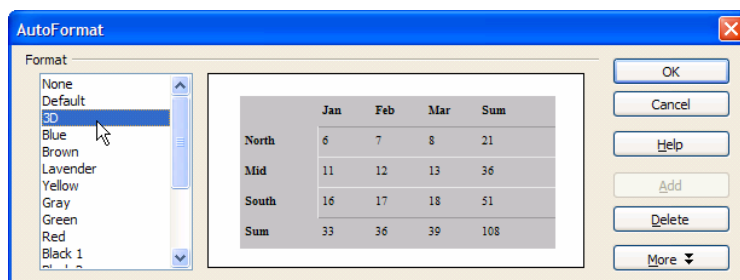 AutoFormat
Format
None
Default
3D
Blue
Brown
Lavender
Yellow
Gray
Green
Red
Black 1
Jan Feb Mar Sum
North 6 7 8 21
Mid 11 12 13 36
South 16 17 18 51
Sum 33 36 39 108
OK
Cancel
Help
Add
Delete
More